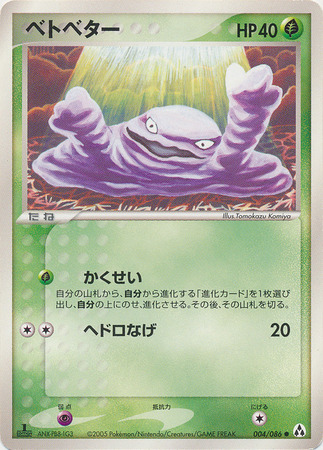 ベトベター HP40
たね Illus.Tomokazu Komiya
かくせい
自分の山札から、自分から進化する「進化カード」を1枚選び
出し、自分の上にのせ、進化させる。その後、その山札を切る。
ヘドロなげ 20
弱点 抵抗力 にげる
1 ANX-PBB-1G3 ©2005 Pokémon/Nintendo/Creatures/GAME FREAK 004/086